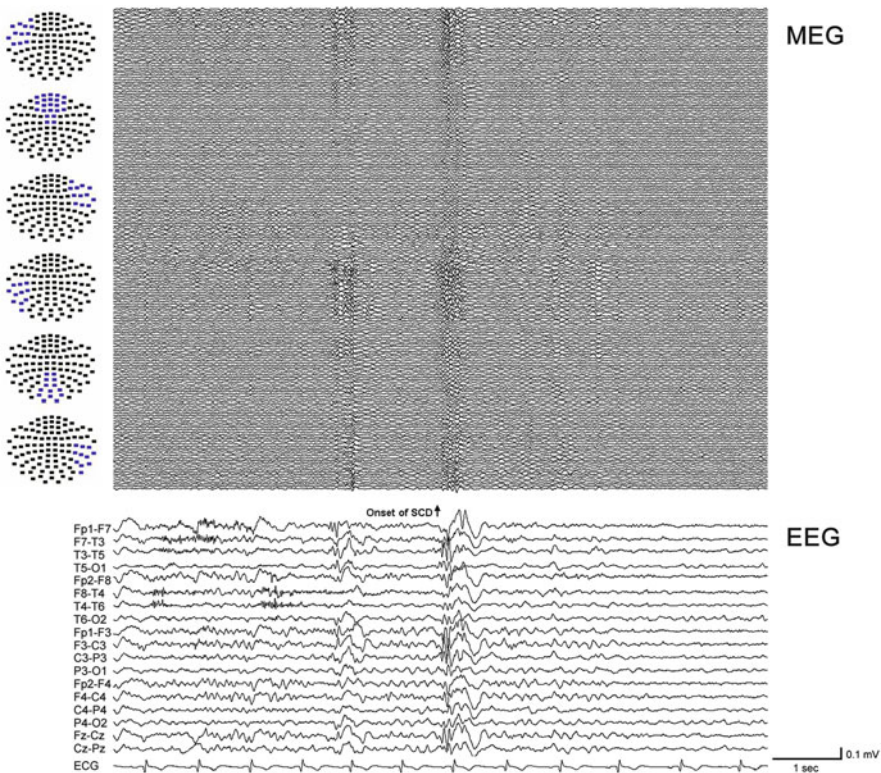 MEG
Onset of SCD
EEG
Fp1-F7
F7-T3
T3-T5
T5-O1
Fp2-F8
F8-T4
T4-T6
T6-O2
Fp1-F3
F3-C3
C3-P3
P3-O1
Fp2-F4
F4-C4
C4-P4
P4-O2
Fz-Cz
Cz-Pz
ECG
0.1 mV
1 sec